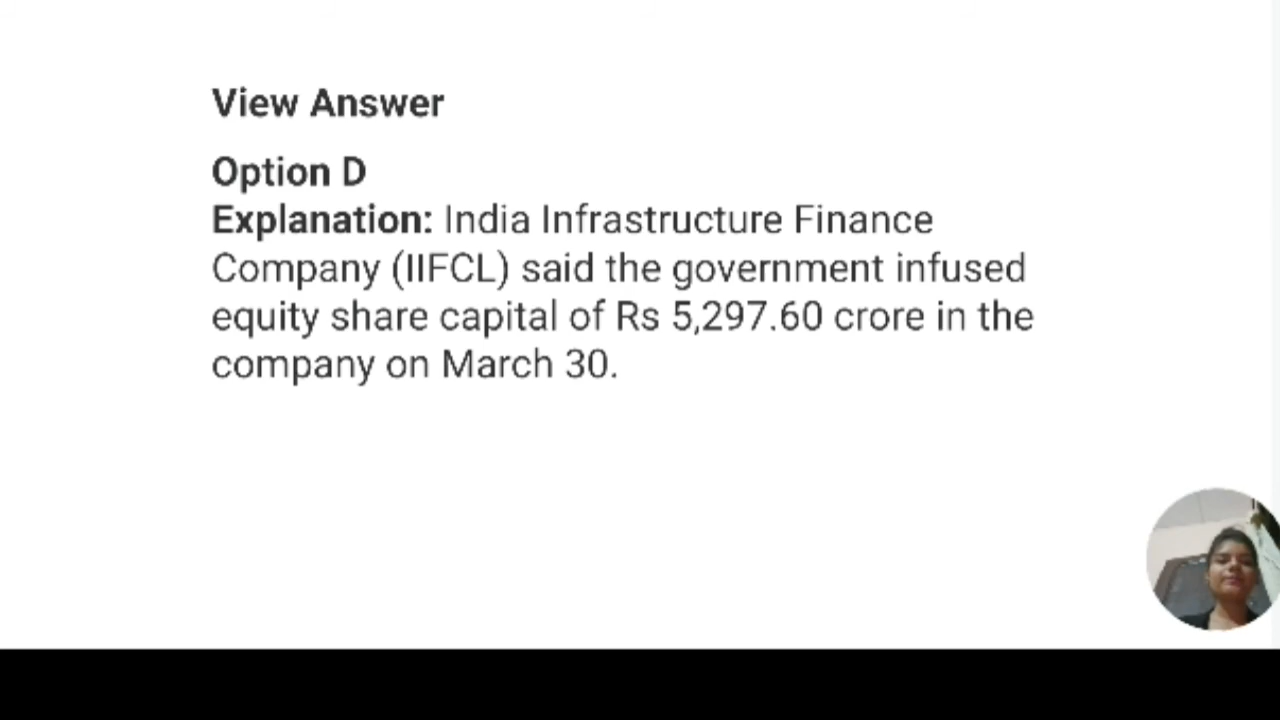 View Answer
Option D
Explanation: India Infrastructure Finance
Company (IIFCL) said the government infused
equity share capital of Rs 5,297.60 crore in the
company on March 30.